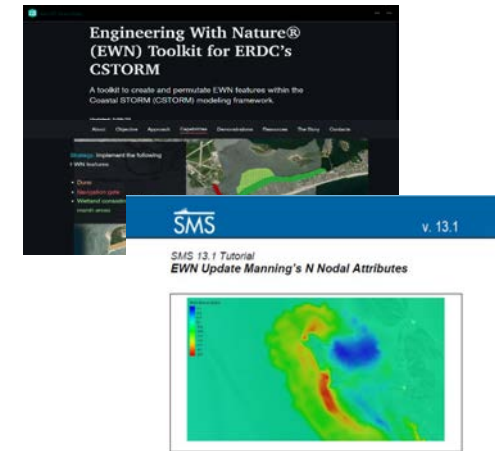 Engineering With Nature®
(EWN) Toolkit for ERDC's
CSTORM
A toolkit to create and permutate EWN features within the
Coastal STORM (CSTORM) modeling framework.
About Objective Approach Capabilities Demonstrations Resources The Story Contacts
Strategy: Implement the following
EWN features
Dune
Navigation gate
SMS
v. 13.1
SMS 13.1 Tutorial
EWN Update Manning's N Nodal Attributes